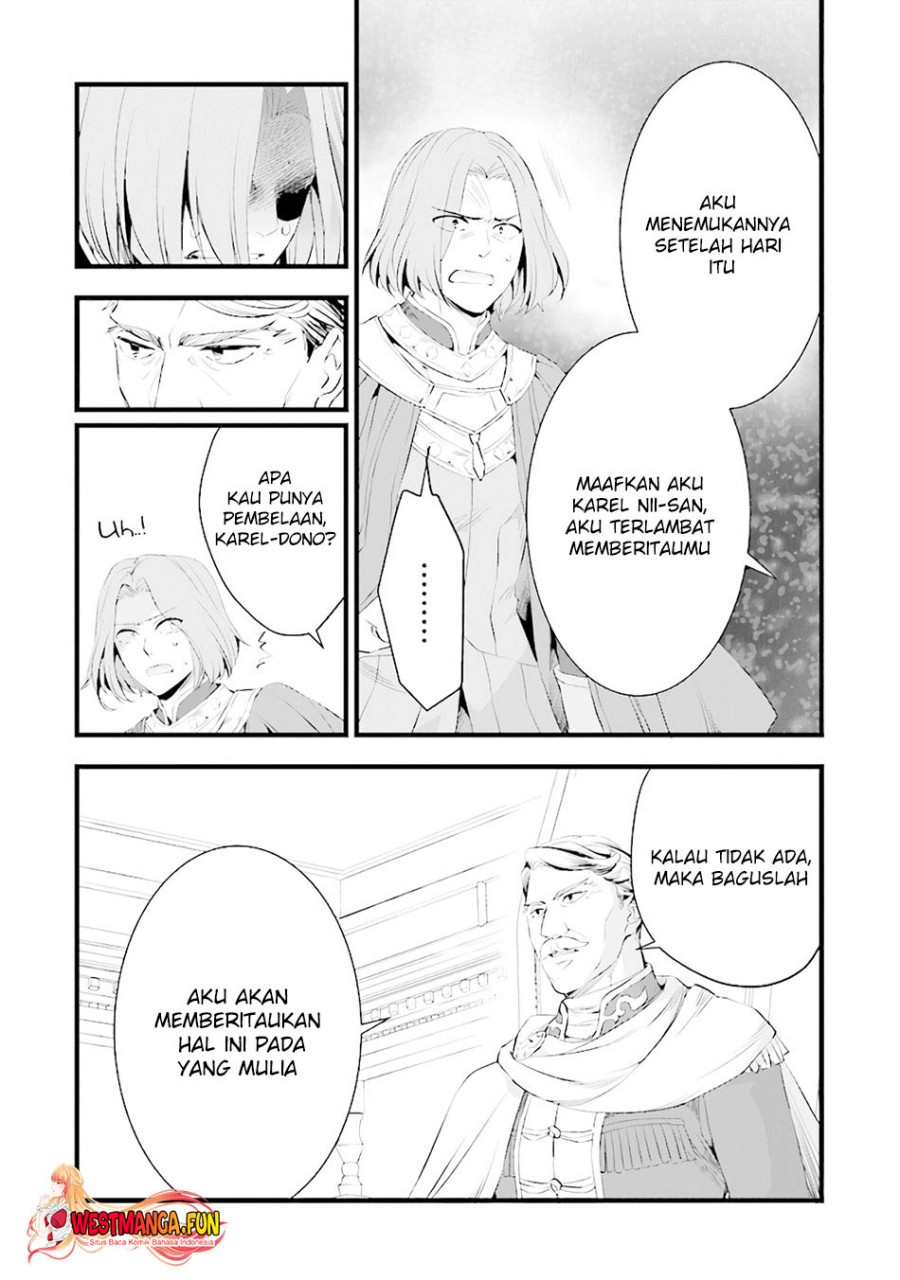 AKU
MENEMUKANNYA
SETELAH HARI
ITU
MAAFKAN AKU
KAREL NII-SAN,
AKU TERLAMBAT
MEMBERITAUMU
.........
APA
KAU PUNYA
PEMBELAAN,
KAREL-DONO?
Uh..!
KALAU TIDAK ADA,
MAKA BAGUSLAH
AKU AKAN
MEMBERITAUKAN
HAL INI PADA
YANG MULIA
WESTMANGA.FUN
Situs Baca Komik Bahasa Indonesia